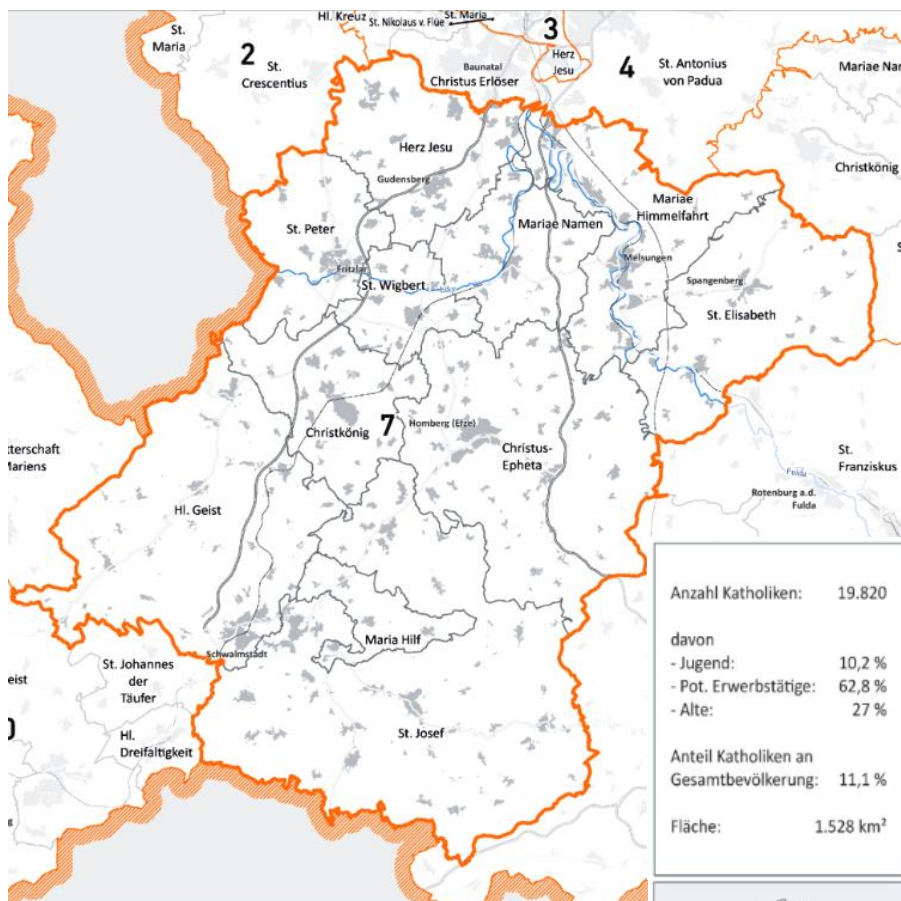 Hl. Kreuz
St. Maria
St. Nikolaus v. Flüe
St.
Maria
2
St.
Crescentius
3
Herz
Jesu
Baunatal
Christus Erlöser
4
St. Antonius
von Padua
Mariae Nam
Herz Jesu
Gudensberg
Christkönig
Mariae
Himmelfahrt
St. Peter
Mariae Namen
Fritzlar
Melsungen
St. Wigbert
Spangenberg
St. Elisabeth
Christkönig
7
Homberg (Efze)
Christus-
Epheta
tterschaft
Mariens
St.
Franziskus
Fulda
Rotenburg a.d.
Fulda
Hl. Geist
Maria Hilf
Schwalmstadt
St. Johannes
der
Täufer
eist
Hl.
Dreifaltigkeit
St. Josef
Anzahl Katholiken: 19.820
davon
- Jugend: 10,2 %
- Pot. Erwerbstätige: 62,8 %
- Alte: 27 %
Anteil Katholiken an
Gesamtbevölkerung: 11,1 %
Fläche: 1.528 km²